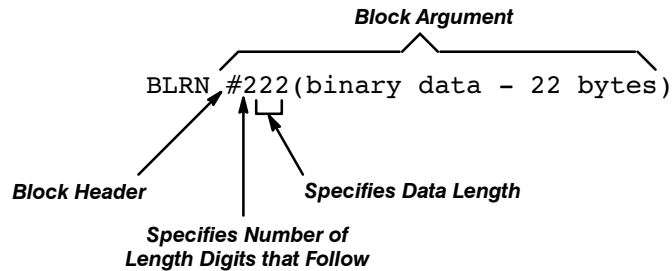 Block Argument
BLRN #222(binary data - 22 bytes)
Block Header
Specifies Data Length
Specifies Number of
Length Digits that Follow